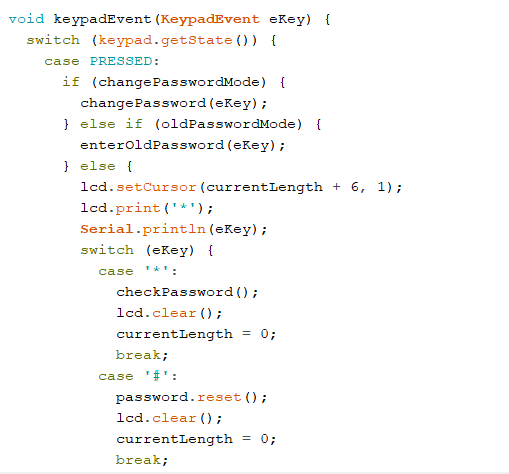 void keypadEvent(KeypadEvent eKey) {
  switch (keypad.getState()) {
    case PRESSED:
      if (changePasswordMode) {
        changePassword(eKey);
      } else if (oldPasswordMode) {
        enterOldPassword(eKey);
      } else {
        lcd.setCursor(currentLength + 6, 1);
        lcd.print('*');
        Serial.println(eKey);
        switch (eKey) {
          case '*':
            checkPassword();
            lcd.clear();
            currentLength = 0;
            break;
          case '#':
            password.reset();
            lcd.clear();
            currentLength = 0;
            break;